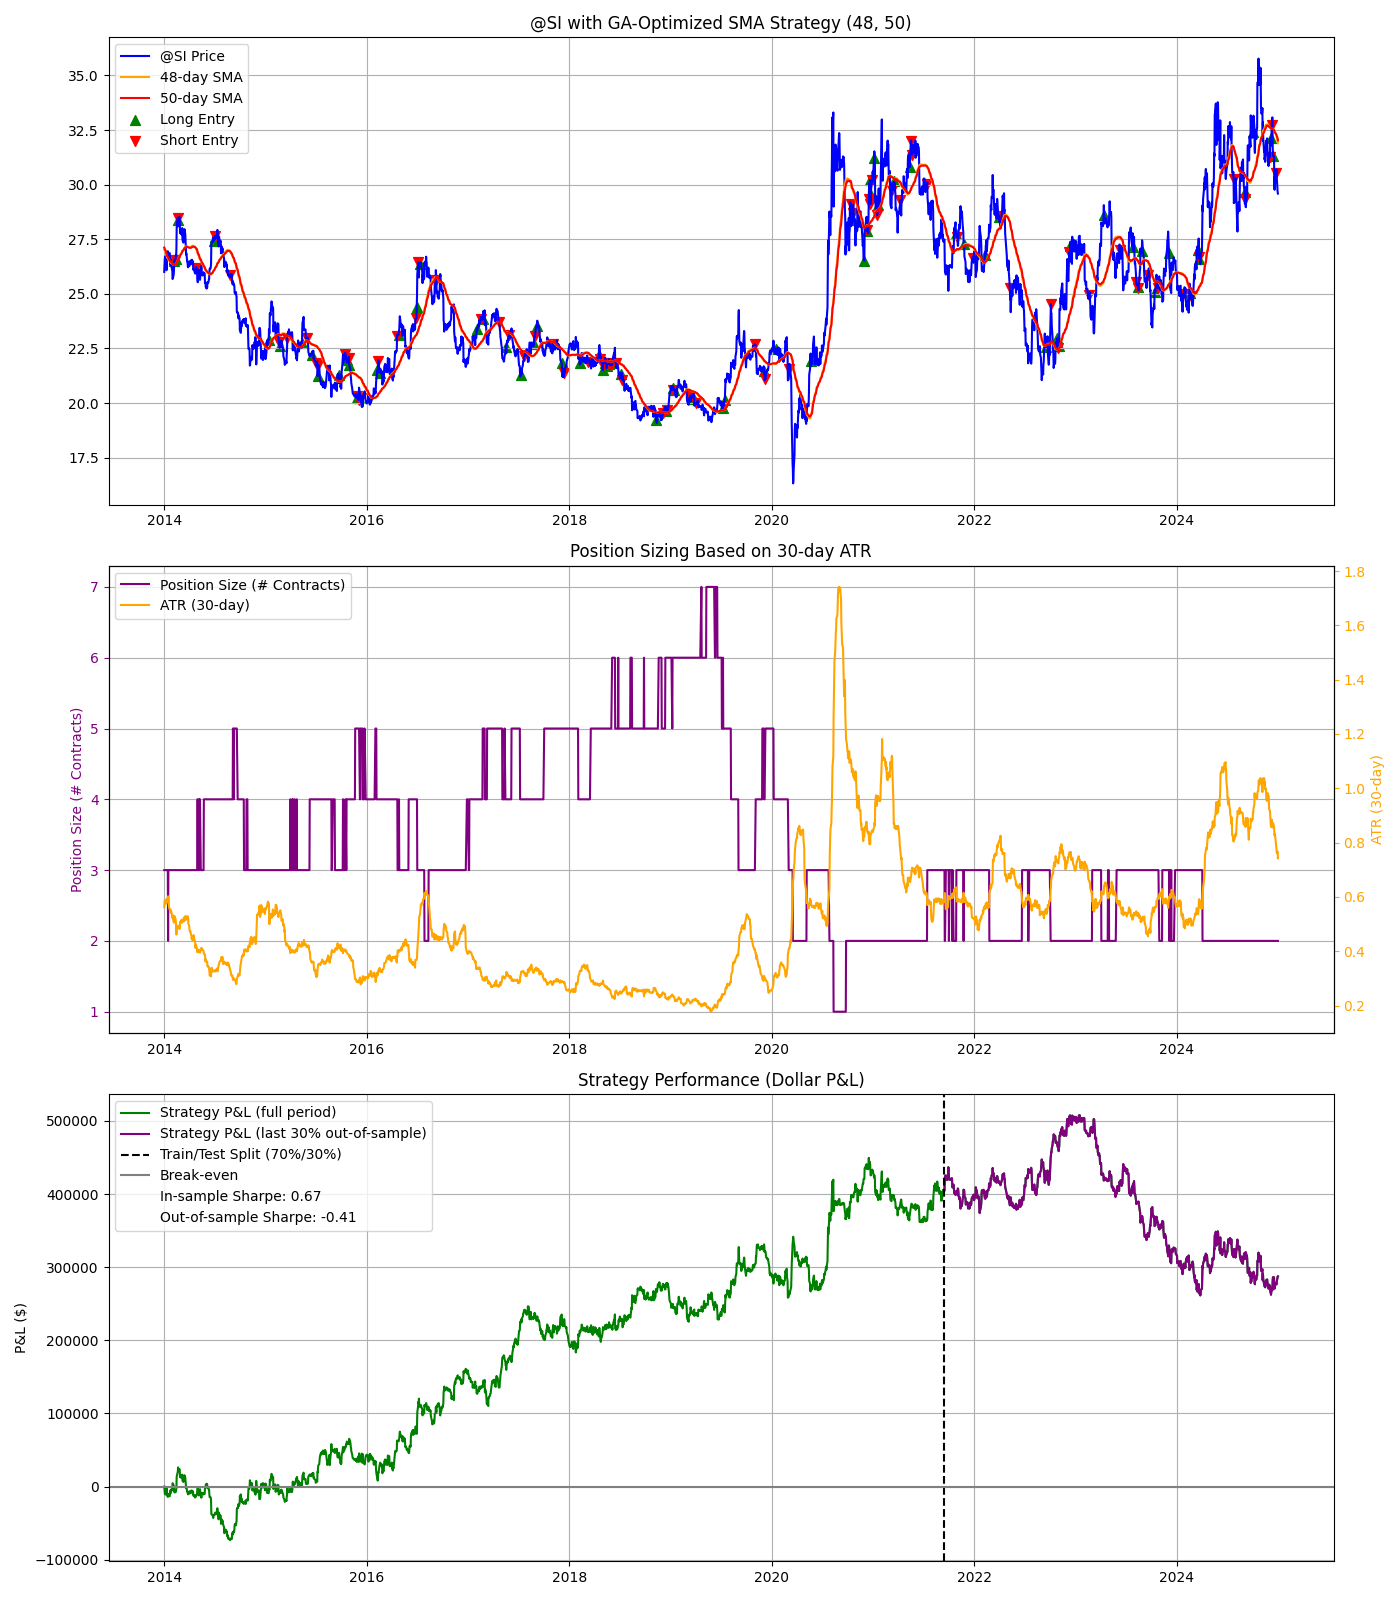 @SI with GA-Optimized SMA Strategy (48, 50)
@SI Price
48-day SMA
50-day SMA
Long Entry
Short Entry
35.0
32.5
30.0
27.5
25.0
22.5
20.0
17.5
2014 2016 2018 2020 2022 2024
Position Sizing Based on 30-day ATR
Position Size (# Contracts)
ATR (30-day)
Position Size (# Contracts)
7
6
5
4
3
2
1
1.8
1.6
1.4
1.2
1.0
0.8
0.6
0.4
0.2
ATR (30-day)
2014 2016 2018 2020 2022 2024
Strategy Performance (Dollar P&L)
Strategy P&L (full period)
Strategy P&L (last 30% out-of-sample)
Train/Test Split (70%/30%)
Break-even
In-sample Sharpe: 0.67
Out-of-sample Sharpe: -0.41
P&L ($)
500000
400000
300000
200000
100000
0
−100000
2014 2016 2018 2020 2022 2024